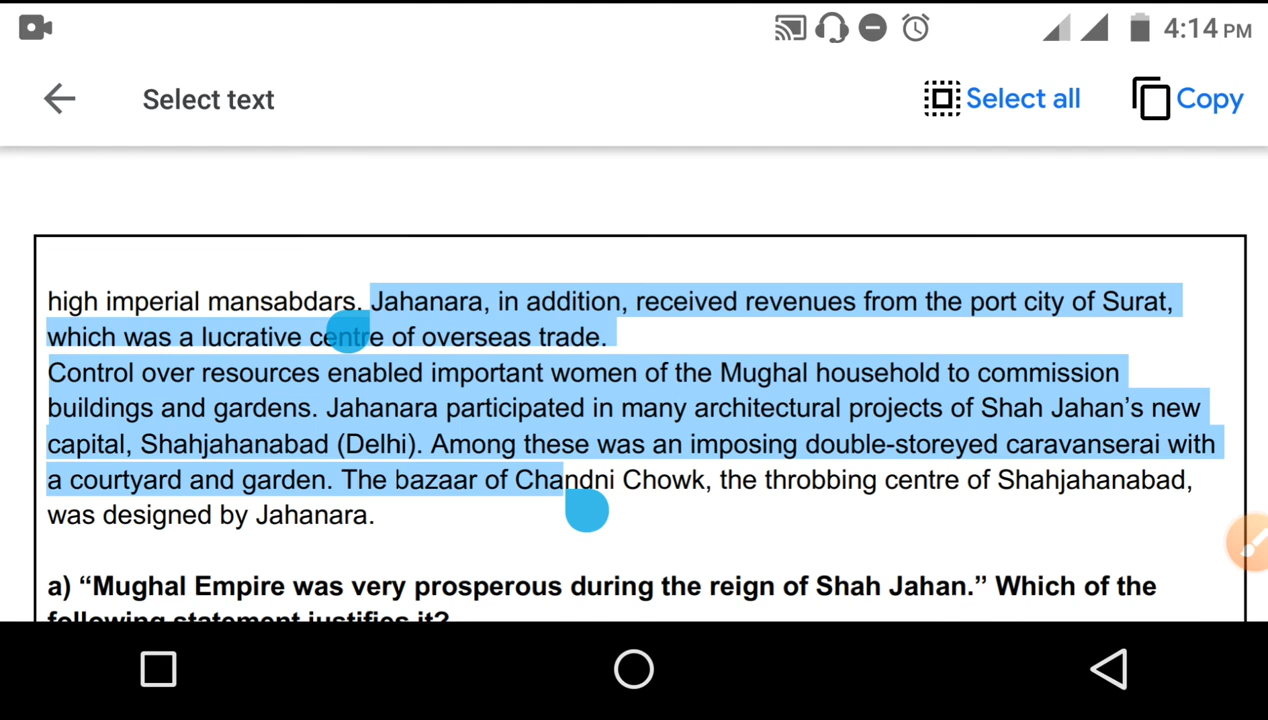 4:14 PM
Select text
Select all
Copy
high imperial mansabdars. Jahanara, in addition, received revenues from the port city of Surat,
which was a lucrative centre of overseas trade.
Control over resources enabled important women of the Mughal household to commission
buildings and gardens. Jahanara participated in many architectural projects of Shah Jahan’s new
capital, Shahjahanabad (Delhi). Among these was an imposing double-storeyed caravanserai with
a courtyard and garden. The bazaar of Chandni Chowk, the throbbing centre of Shahjahanabad,
was designed by Jahanara.
a) “Mughal Empire was very prosperous during the reign of Shah Jahan.” Which of the
following statement justifies it?